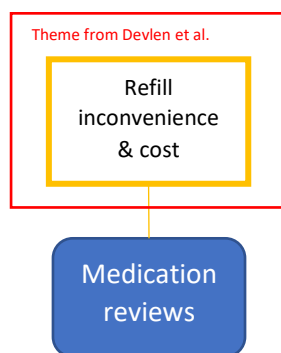 Theme from Devlen et al.
Refill
inconvenience
& cost
Medication
reviews